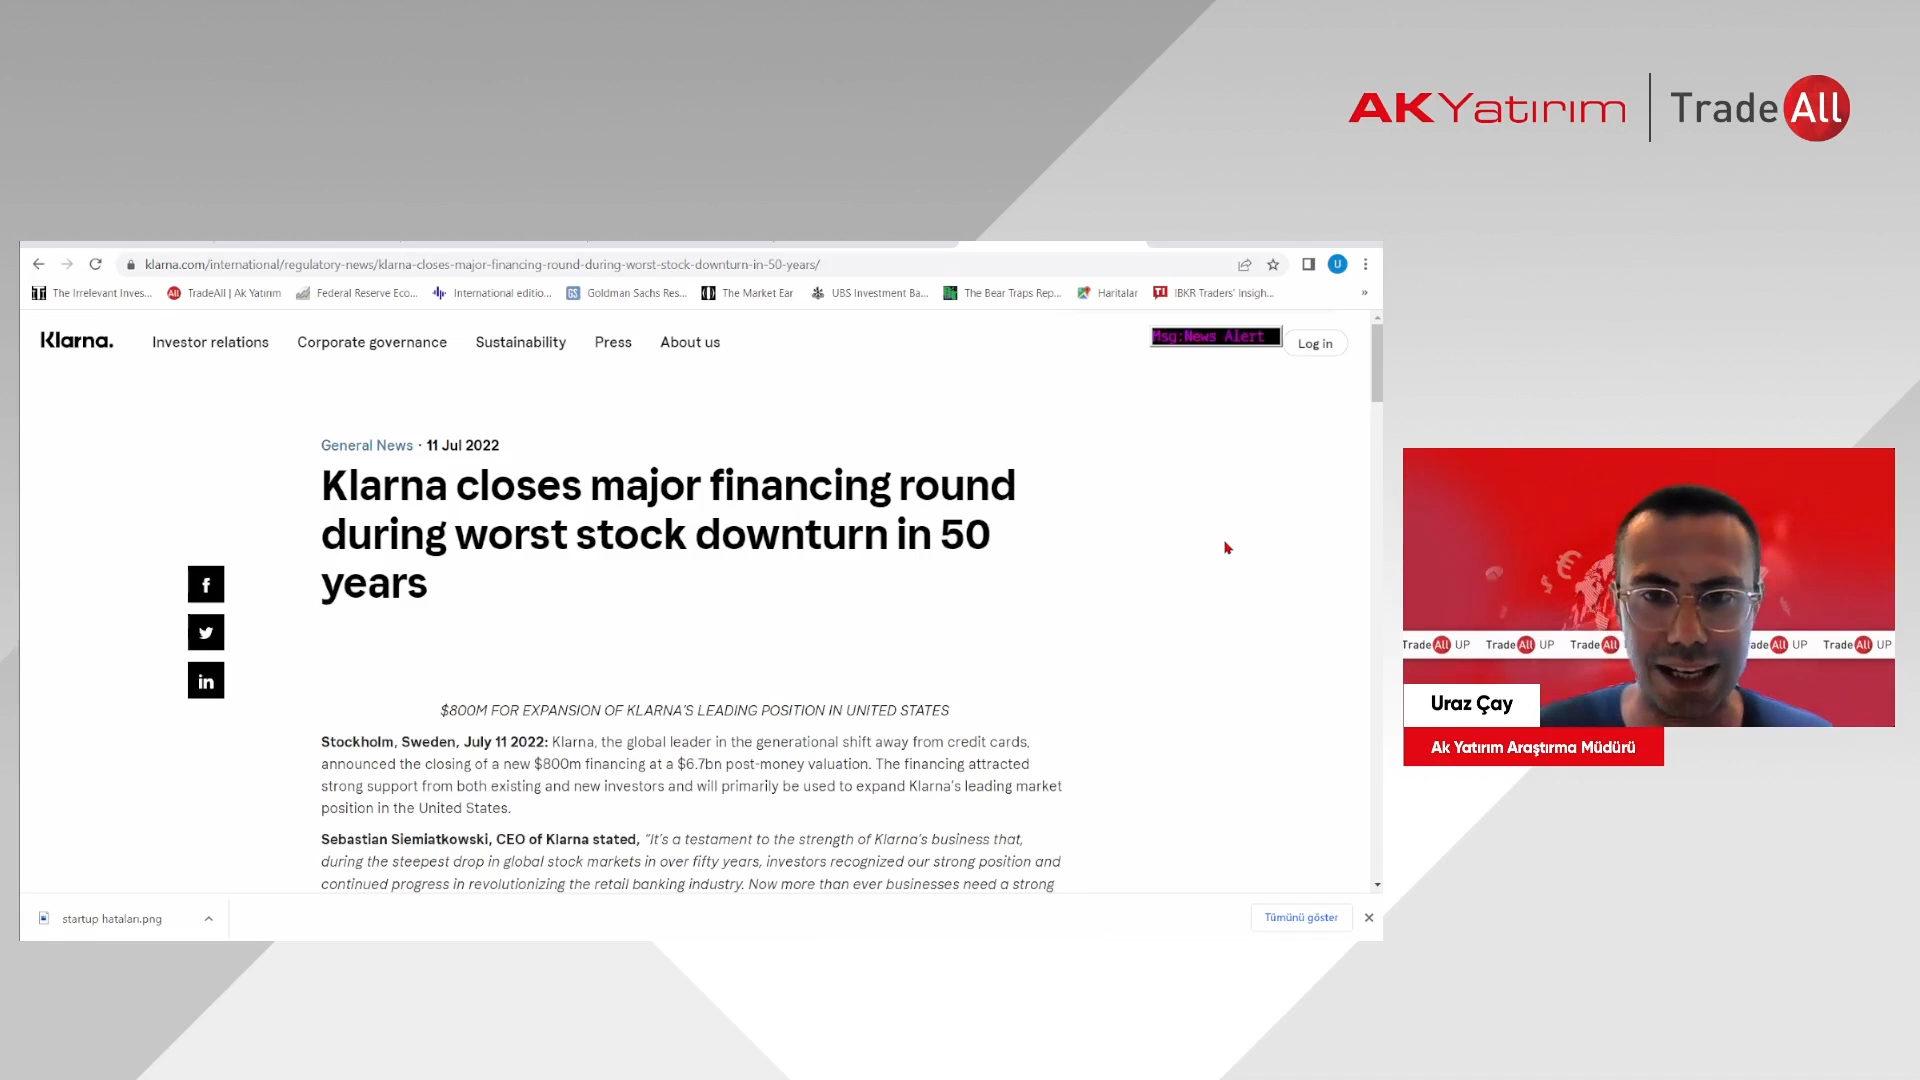 AKYatırım | TradeAll
klarna.com/international/regulatory-news/klarna-closes-major-financing-round-during-worst-stock-downturn-in-50-years/
U
The Irrelevant Inves... TradeAll | Ak Yatırım Federal Reserve Eco... International editio... Goldman Sachs Res... The Market Ear UBS Investment Ba... The Bear Traps Rep... Haritalar IBKR Traders' Insigh... »
Klarna. Investor relations Corporate governance Sustainability Press About us Msg:News Alert Log in
General News · 11 Jul 2022
Klarna closes major financing round
during worst stock downturn in 50
years
$800M FOR EXPANSION OF KLARNA'S LEADING POSITION IN UNITED STATES
Stockholm, Sweden, July 11 2022: Klarna, the global leader in the generational shift away from credit cards,
announced the closing of a new $800m financing at a $6.7bn post-money valuation. The financing attracted
strong support from both existing and new investors and will primarily be used to expand Klarna's leading market
position in the United States.
Sebastian Siemiatkowski, CEO of Klarna stated, "It's a testament to the strength of Klarna's business that,
during the steepest drop in global stock markets in over fifty years, investors recognized our strong position and
continued progress in revolutionizing the retail banking industry. Now more than ever businesses need a strong
startup hataları.png
Tümünü göster
TradeAll UP TradeAll UP TradeAll adeAll UP TradeAll UP
Uraz Çay
Ak Yatırım Araştırma Müdürü